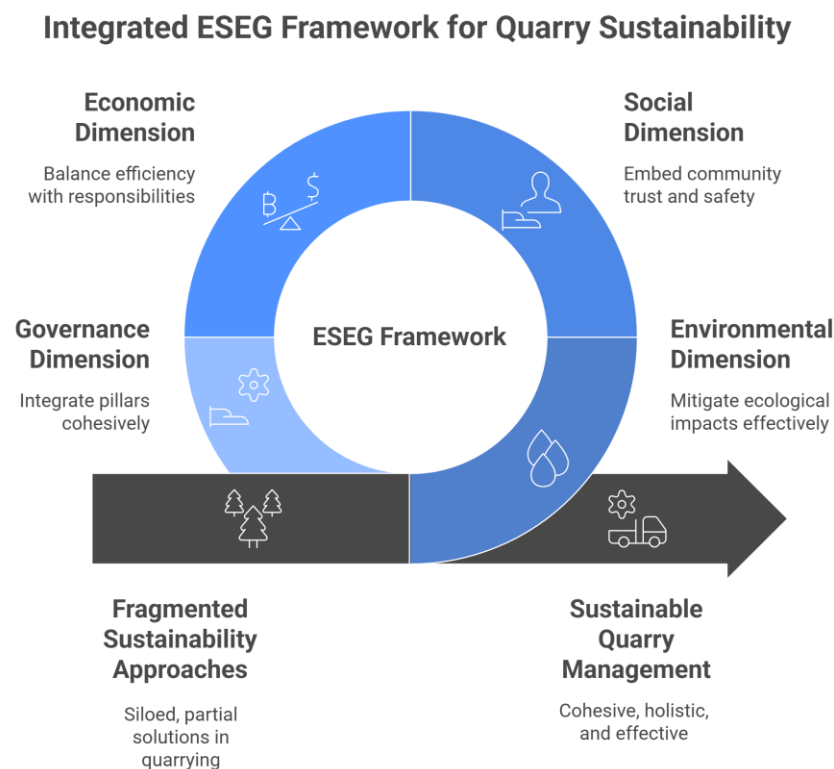 Integrated ESEG Framework for Quarry Sustainability
Economic
Dimension
Balance efficiency
with responsibilities
Social
Dimension
Embed community
trust and safety
Governance
Dimension
Integrate pillars
cohesively
ESEG Framework
Environmental
Dimension
Mitigate ecological
impacts effectively
Fragmented
Sustainability
Approaches
Siloed, partial
solutions in
quarrying
Sustainable
Quarry
Management
Cohesive, holistic,
and effective